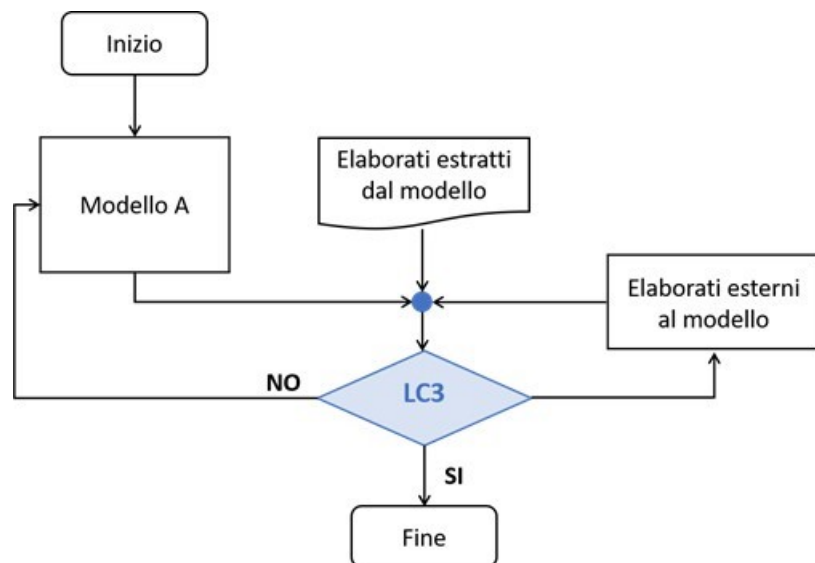 Inizio
Modello A
Elaborati estratti
dal modello
Elaborati esterni
al modello
NO
LC3
SI
Fine